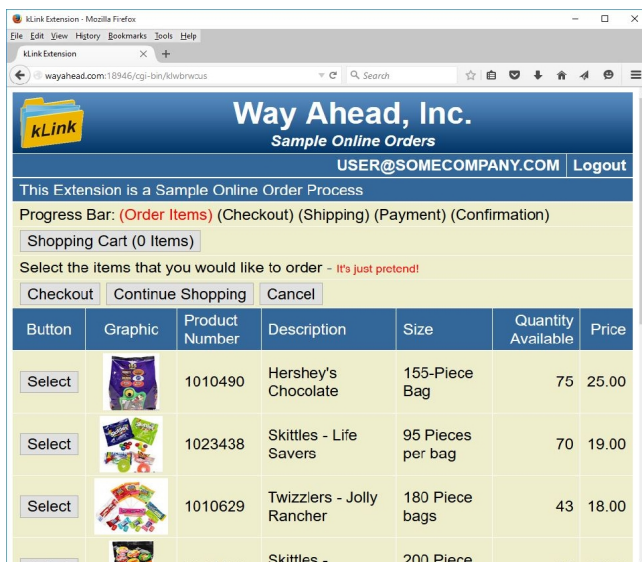 kLink Extension - Mozilla Firefox
File Edit View History Bookmarks Tools Help
kLink Extension
wayahead.com:18946/cgi-bin/klwbrwcus
Search
kLink
Way Ahead, Inc.
Sample Online Orders
USER@SOMECOMPANY.COM Logout
This Extension is a Sample Online Order Process
Progress Bar: (Order Items) (Checkout) (Shipping) (Payment) (Confirmation)
Shopping Cart (0 Items)
Select the items that you would like to order - It's just pretend!
Checkout Continue Shopping Cancel
Button Graphic Product Number Description Size Quantity Available Price
Select 1010490 Hershey's Chocolate 155-Piece Bag 75 25.00
Select 1023438 Skittles - Life Savers 95 Pieces per bag 70 19.00
Select 1010629 Twizzlers - Jolly Rancher 180 Piece bags 43 18.00
Skittles - 200 Piece